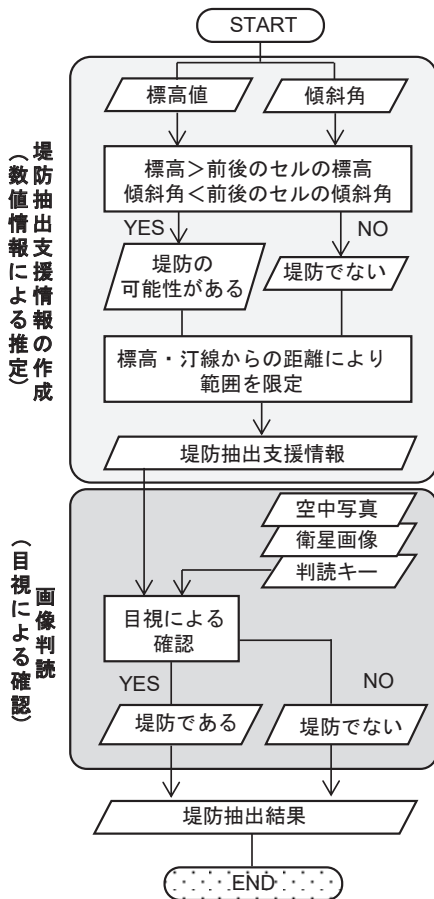 START
標高値
傾斜角
標高>前後のセルの標高
傾斜角<前後のセルの傾斜角
YES
NO
堤防の
可能性がある
堤防でない
標高・汀線からの距離により
範囲を限定
堤防抽出支援情報
堤防抽出支援情報の作成
(数値情報による推定)
空中写真
衛星画像
判読キー
目視による
確認
YES
NO
堤防である
堤防でない
画像判読
(目視による確認)
堤防抽出結果
END